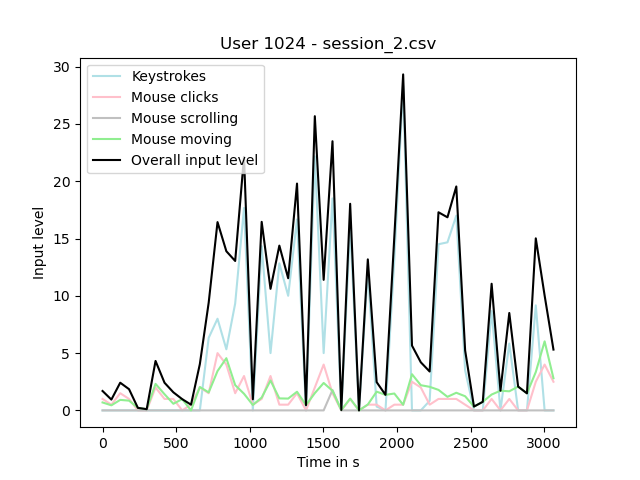 User 1024 - session_2.csv
Keystrokes
Mouse clicks
Mouse scrolling
Mouse moving
Overall input level
Input level
30
25
20
15
10
5
0
0 500 1000 1500 2000 2500 3000
Time in s